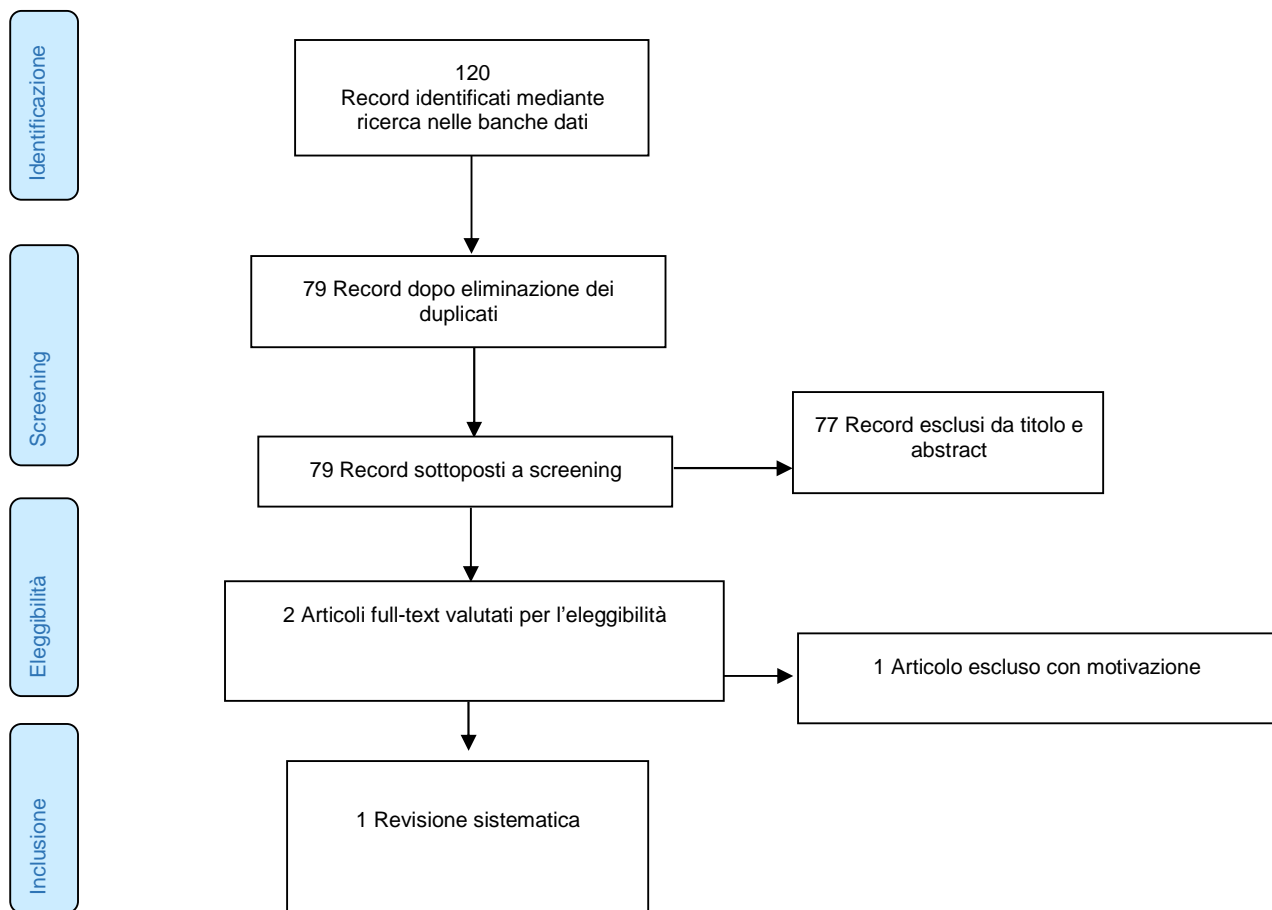 Identificazione
120
Record identificati mediante
ricerca nelle banche dati
Screening
79 Record dopo eliminazione dei
duplicati
79 Record sottoposti a screening
77 Record esclusi da titolo e
abstract
Eleggibilità
2 Articoli full-text valutati per l’eleggibilità
1 Articolo escluso con motivazione
Inclusione
1 Revisione sistematica